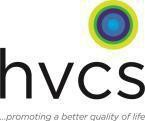 hvcs
...promoting a better quality of life